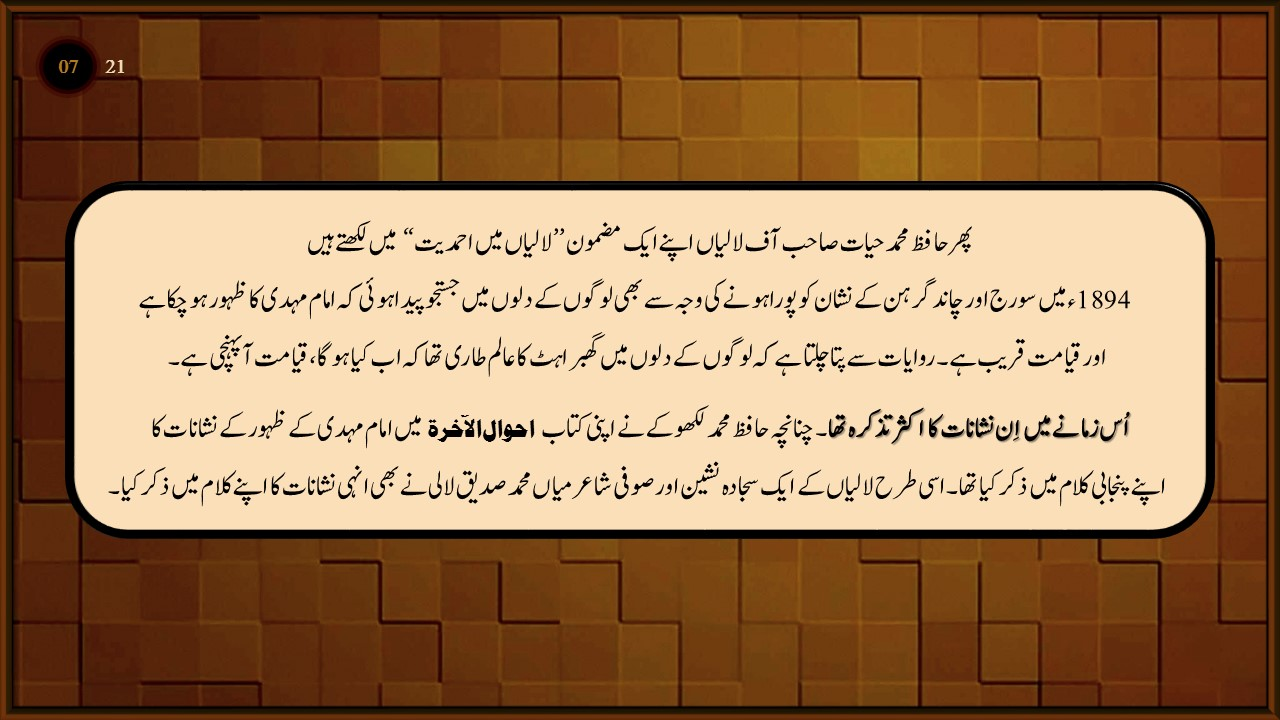 07 21
پھر حافظ محمد حیات صاحب آف لالیاں اپنے ایک مضمون ’’لالیاں میں احمدیت‘‘ میں لکھتے ہیں
1894ء میں سورج اور چاند گرہن کے نشان کو پورا ہونے کی وجہ سے بھی لوگوں کے دلوں میں جستجو پیدا ہوئی کہ امام مہدی کا ظہور ہو چکا ہے
اور قیامت قریب ہے۔ روایات سے پتا چلتا ہے کہ لوگوں کے دلوں میں گھبراہٹ کا عالم طاری تھا کہ اب کیا ہو گا، قیامت آ پہنچی ہے۔
اُس زمانے میں اِن نشانات کا اکثر تذکرہ تھا۔ چنانچہ حافظ محمد لکھوکے نے اپنی کتاب احوال الآخرة میں امام مہدی کے ظہور کے نشانات کا
اپنے پنجابی کلام میں ذکر کیا تھا۔ اسی طرح لالیاں کے ایک سجادہ نشین اور صوفی شاعر میاں محمد صدیق لالی نے بھی انہی نشانات کا اپنے کلام میں ذکر کیا۔